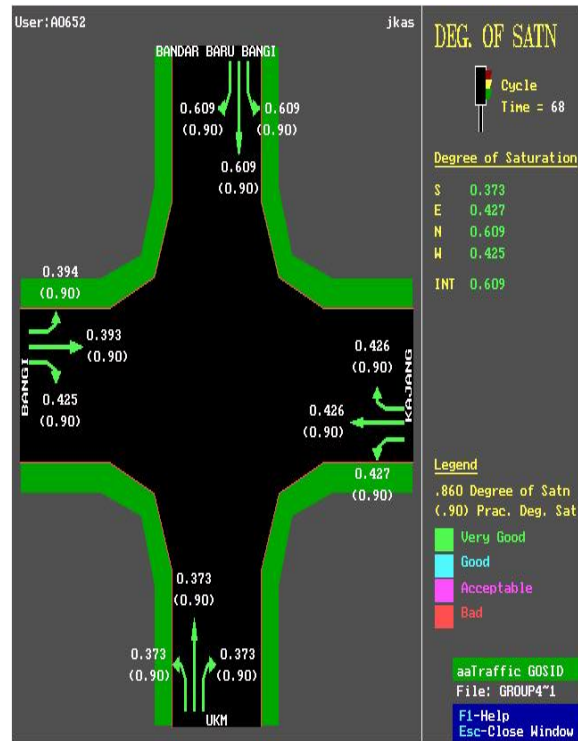 User:A0652
jkas
BANDAR BARU BANGI
0.609
(0.90)
0.609
(0.90)
0.609
(0.90)
0.394
(0.90)
0.393
(0.90)
0.425
(0.90)
BANGI
0.426
(0.90)
0.426
(0.90)
0.427
(0.90)
KAJANG
0.373
(0.90)
0.373
(0.90)
0.373
(0.90)
UKM
DEG. OF SATN
Cycle
Time = 68
Degree of Saturation
S 0.373
E 0.427
N 0.609
W 0.425
INT 0.609
Legend
.860 Degree of Satn
(.90) Prac. Deg. Sat
Very Good
Good
Acceptable
Bad
aaTraffic GOSID
File: GROUP4~1
F1-Help
Esc-Close Window